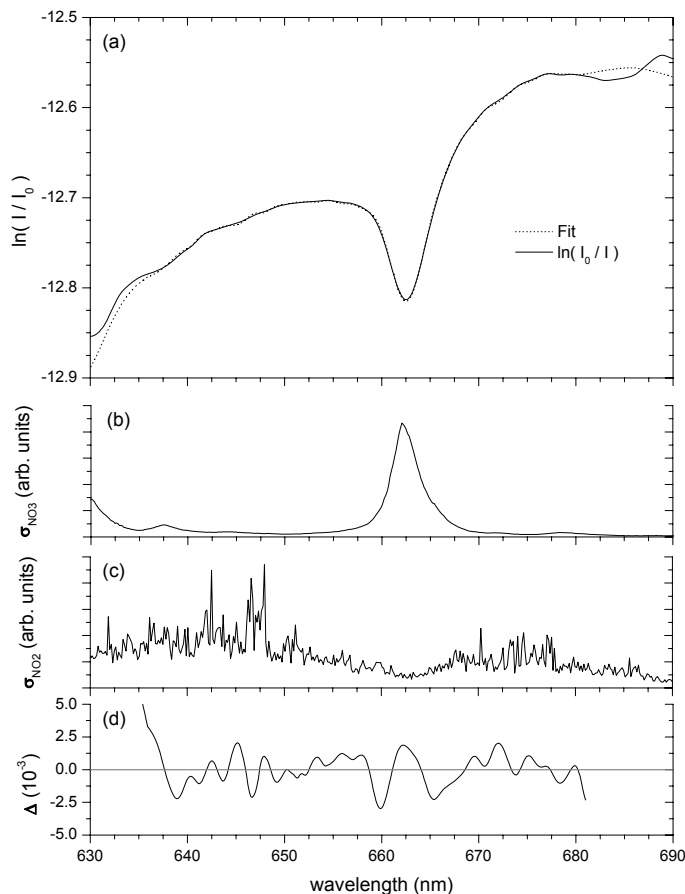 -12.5
(a)
-12.6
-12.7
-12.8
-12.9
ln( I / I0 )
Fit
ln( I0 / I )
(b)
σNO3 (arb. units)
(c)
σNO2 (arb. units)
(d)
5.0
2.5
0.0
-2.5
-5.0
Δ (10-3)
630 640 650 660 670 680 690
wavelength (nm)